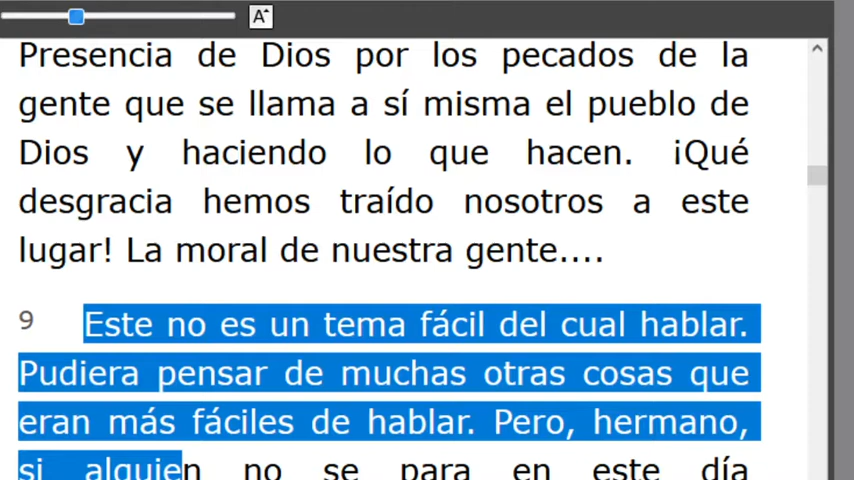 A
Presencia de Dios por los pecados de la
gente que se llama a sí misma el pueblo de
Dios y haciendo lo que hacen. ¡Qué
desgracia hemos traído nosotros a este
lugar! La moral de nuestra gente....
9 Este no es un tema fácil del cual hablar.
Pudiera pensar de muchas otras cosas que
eran más fáciles de hablar. Pero, hermano,
si alguien no se para en este día